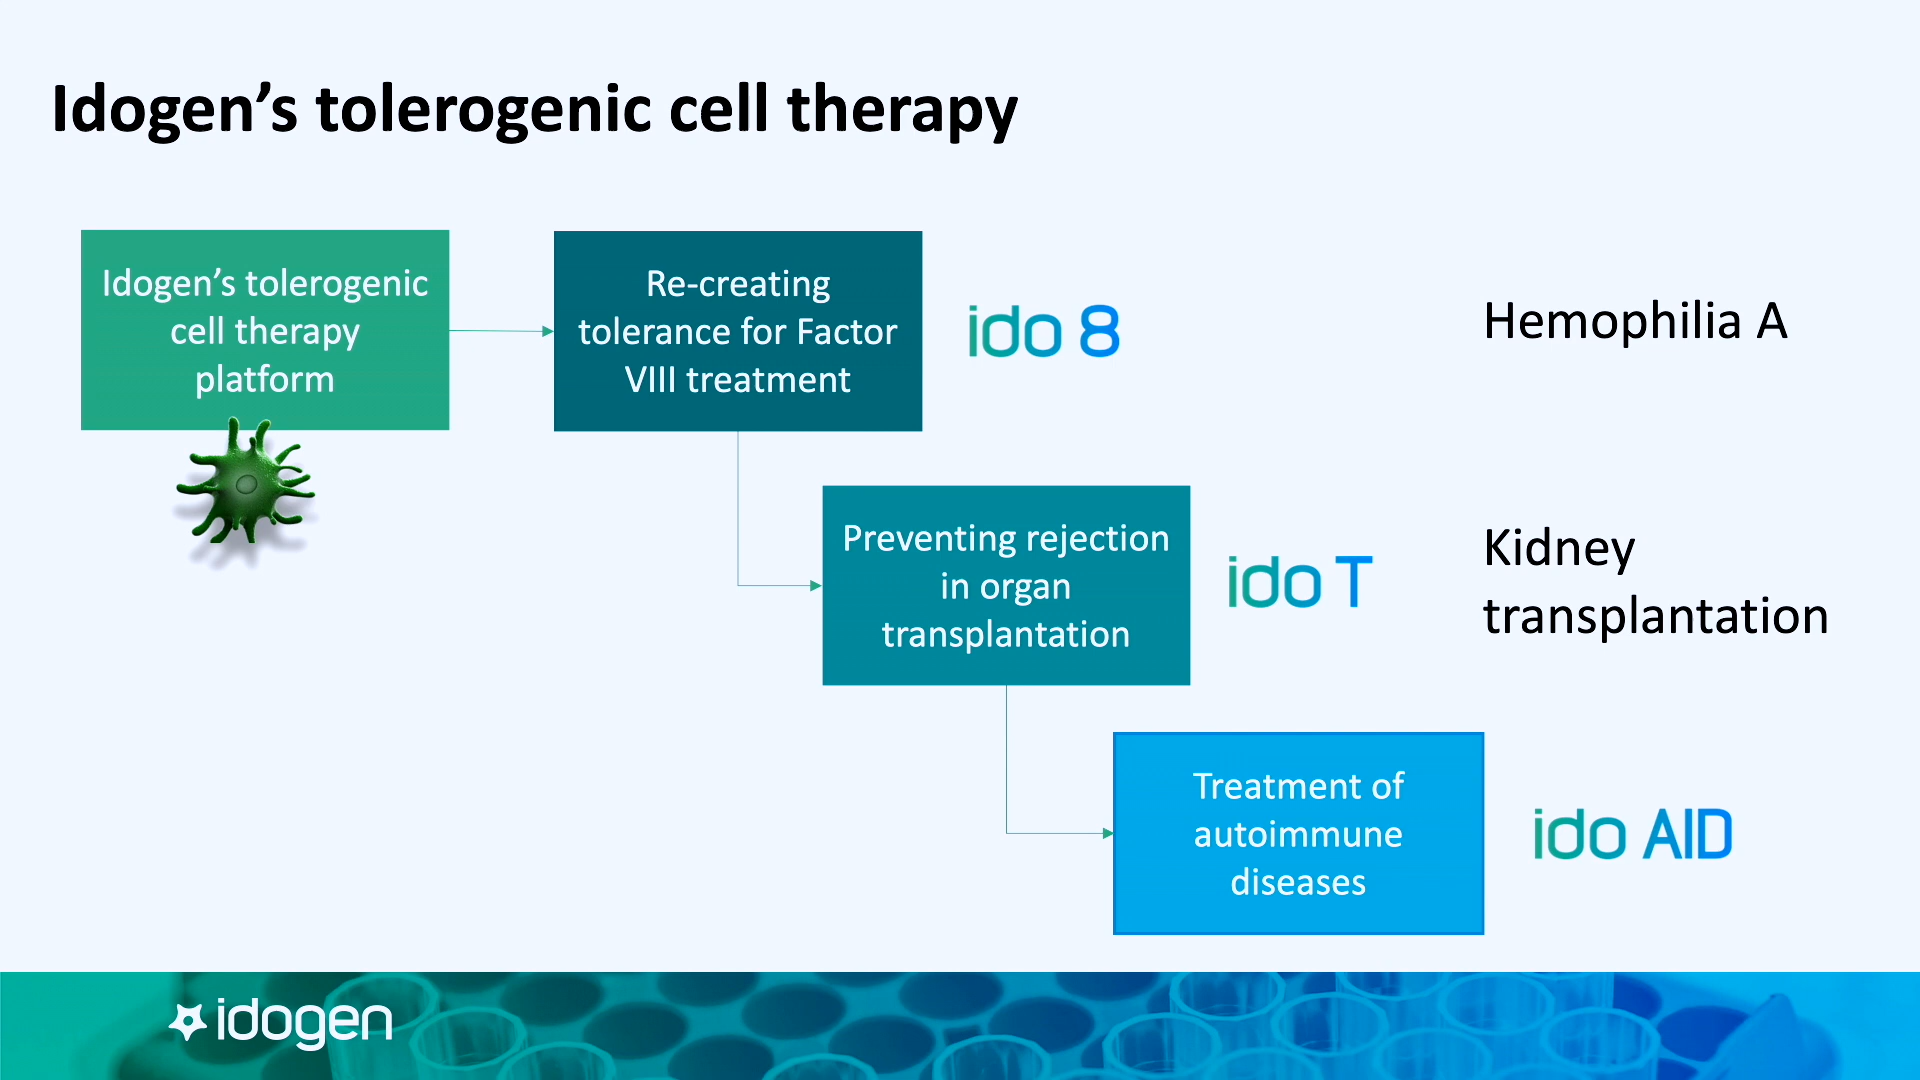 Idogen’s tolerogenic cell therapy
Idogen’s tolerogenic
cell therapy
platform
Re-creating
tolerance for Factor
VIII treatment
ido 8
Hemophilia A
Preventing rejection
in organ
transplantation
ido T
Kidney
transplantation
Treatment of
autoimmune
diseases
ido AID
idogen